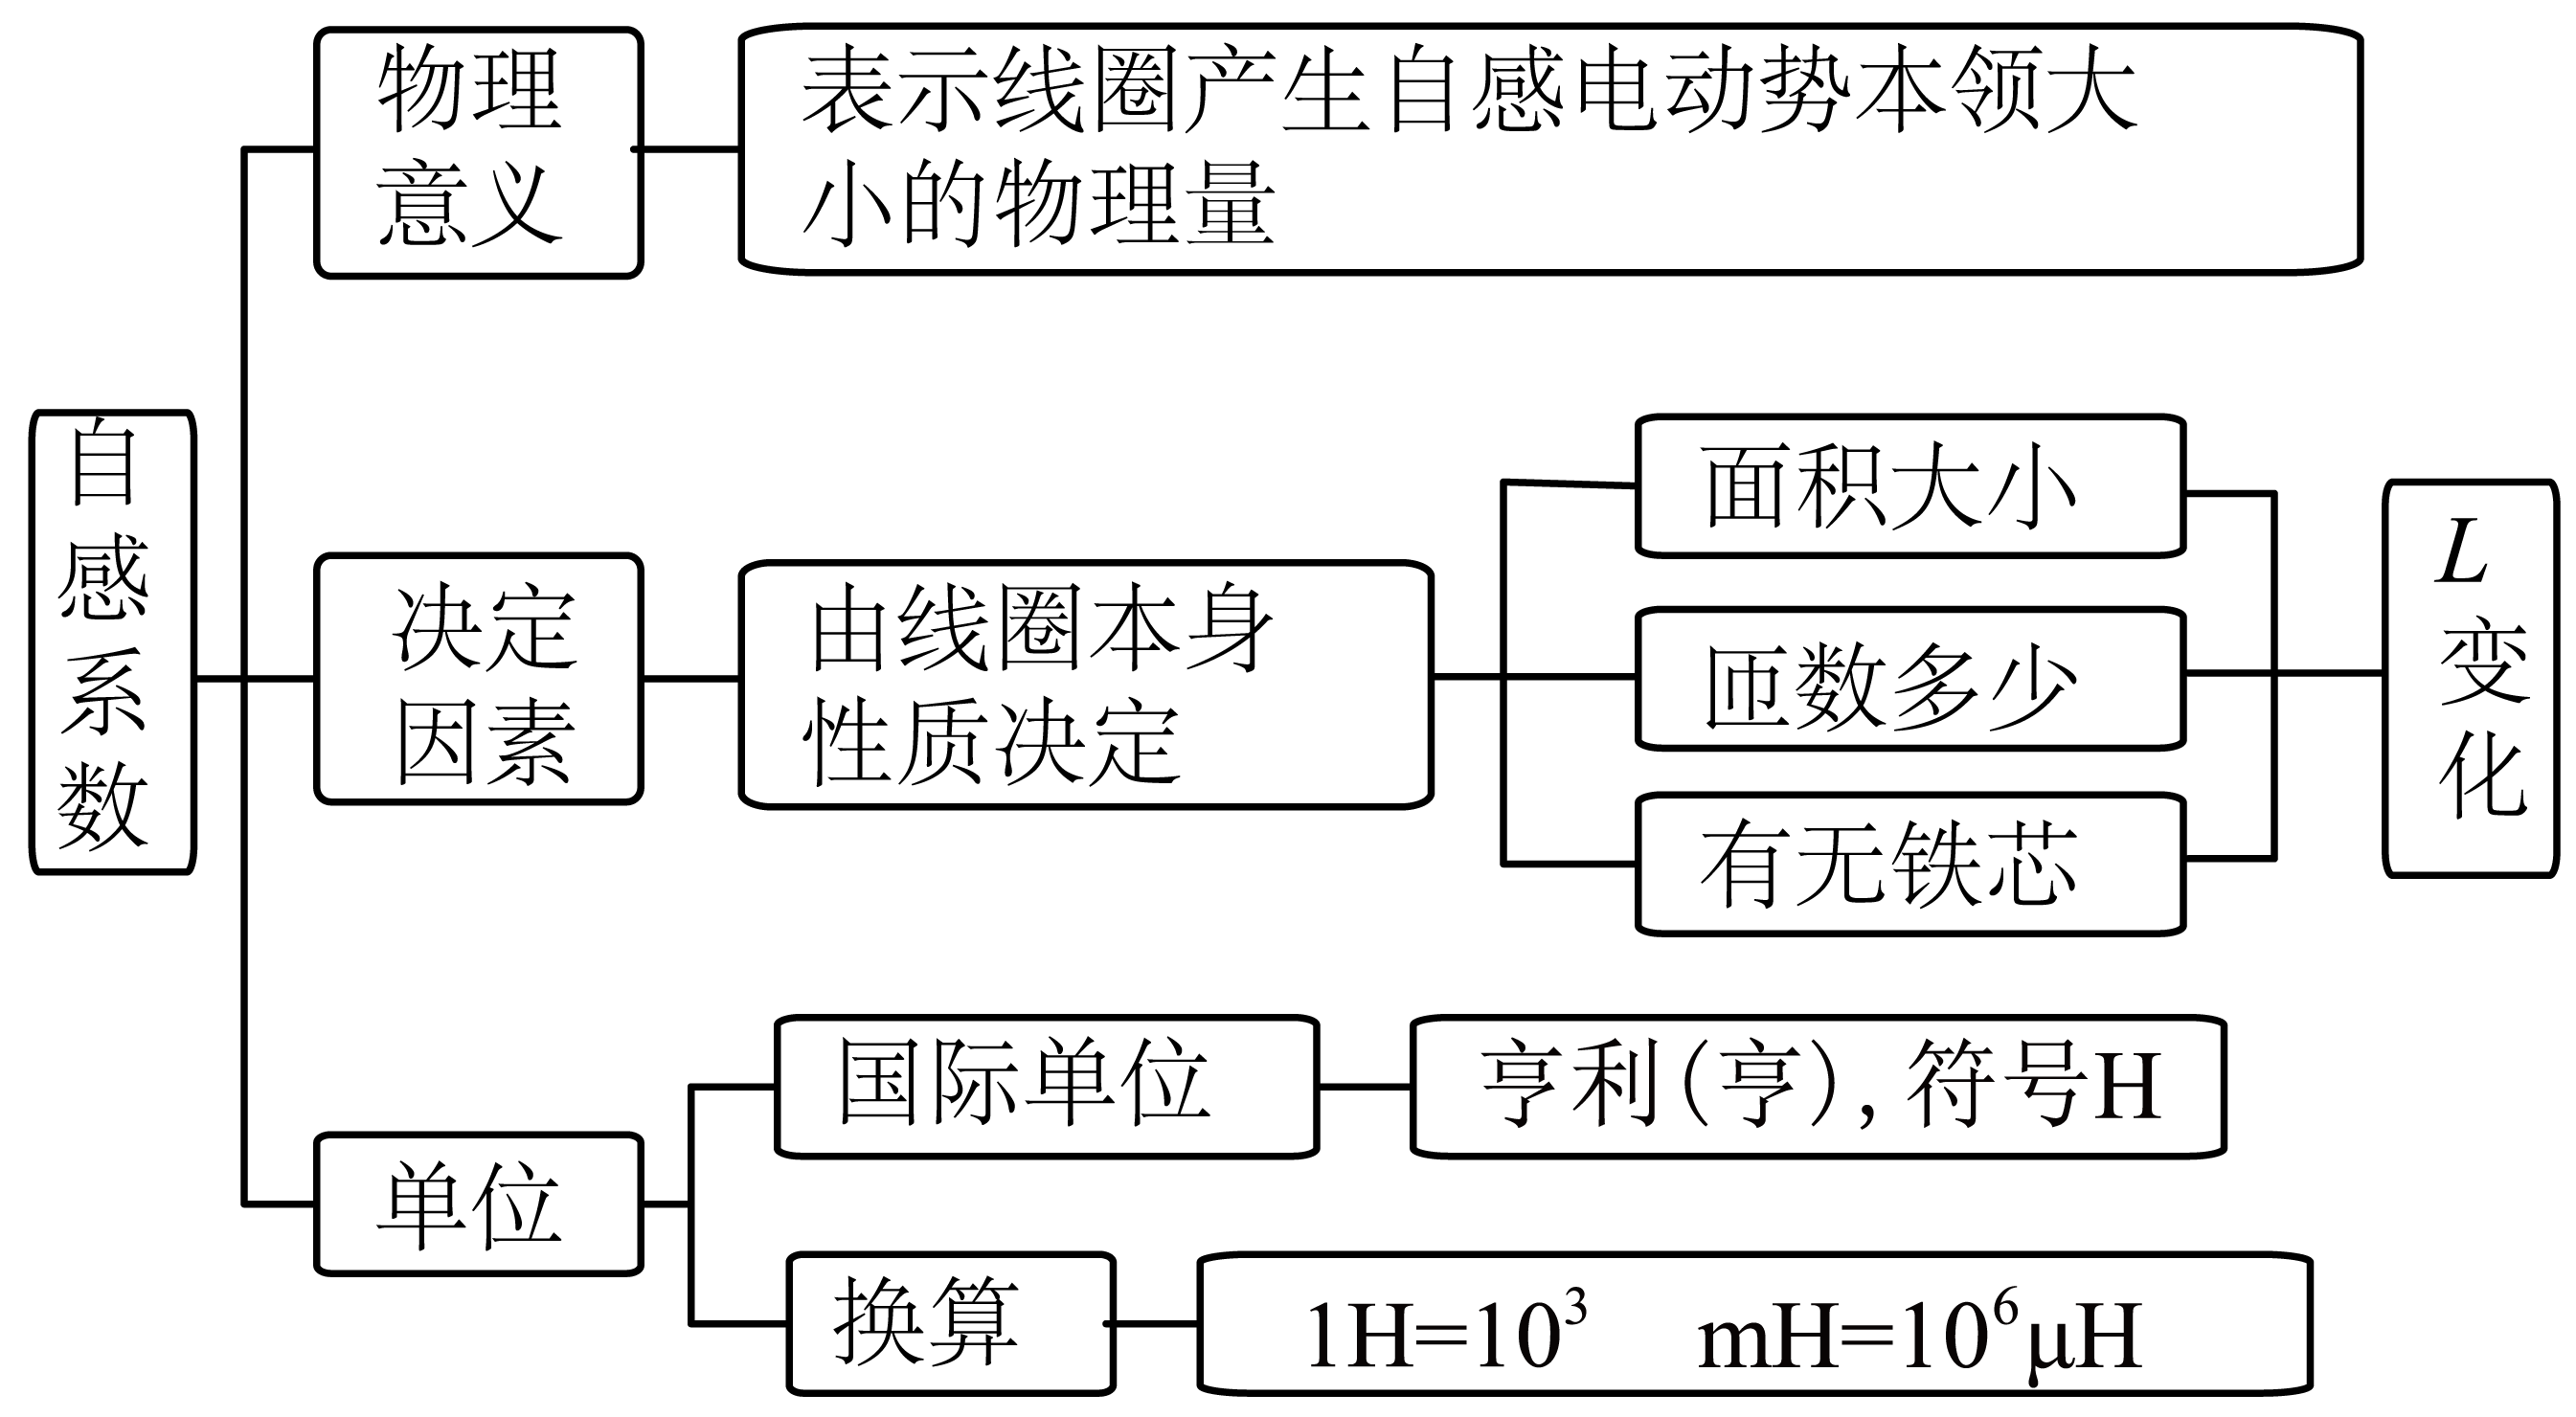 自感系数
物理
意义
表示线圈产生自感电动势本领大
小的物理量
决定
因素
由线圈本身
性质决定
面积大小
匝数多少
有无铁芯
L变化
单位
国际单位
亨利(亨),符号H
换算
1H=10³ mH=10⁶μH